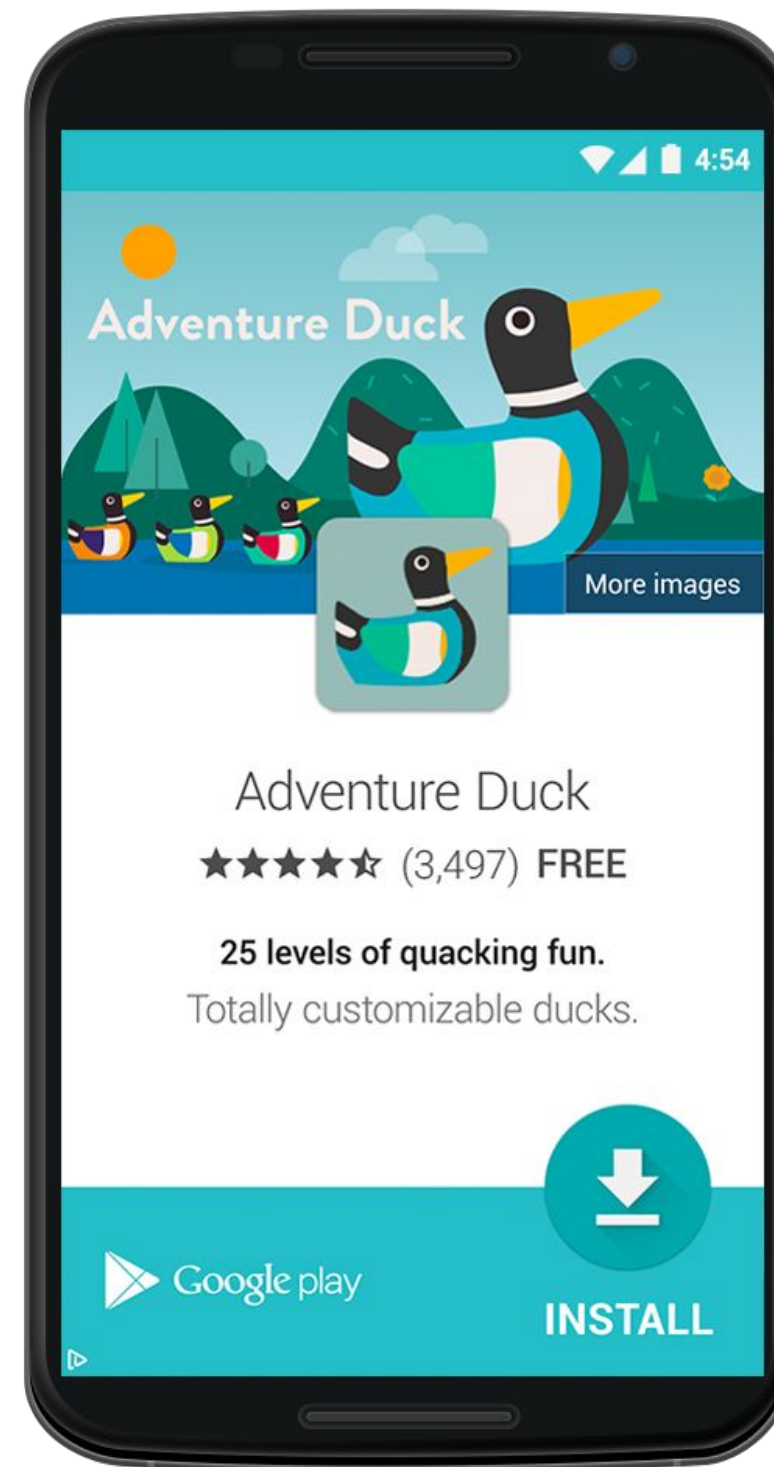 4:54
Adventure Duck
More images
Adventure Duck
(3,497) FREE
25 levels of quacking fun.
Totally customizable ducks.
Google play
INSTALL